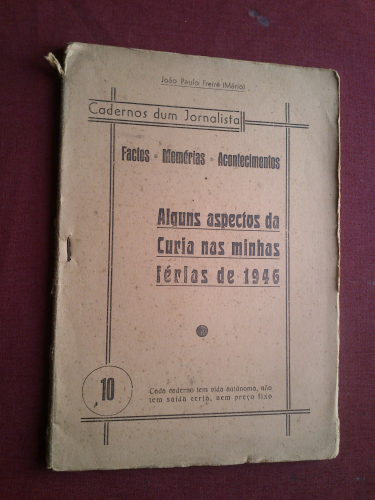 João Paulo Freire (Mário)
Cadernos dum Jornalista
Factos - Memórias - Acontecimentos
Alguns aspectos da
Curia nas minhas
férias de 1946
10
Cada caderno tem vida autónoma, não
tem saída certa, nem preço fixo